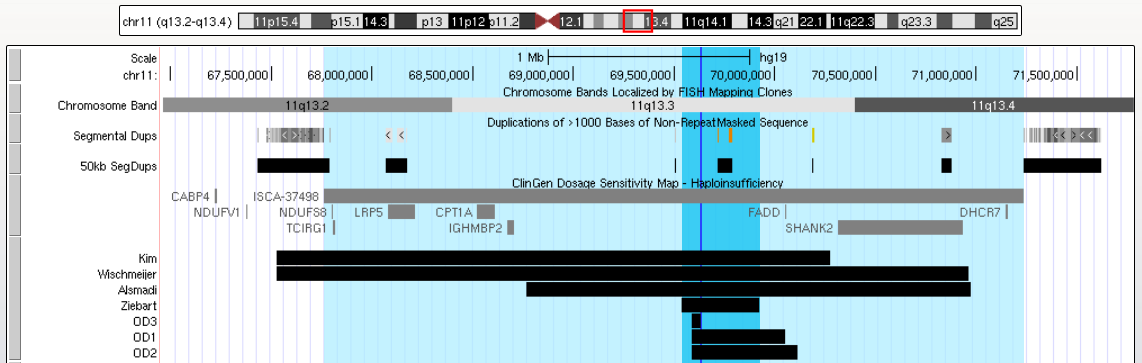 chr11 (q13.2-q13.4) 11p15.4 p15.1 14.3 p13 11p12 p11.2 12.1 13.4 11q14.1 14.3 q21 22.1 11q22.3 q23.3 q25
Scale 1 Mb hg19
chr11: 67,500,000 68,000,000 68,500,000 69,000,000 69,500,000 70,000,000 70,500,000 71,000,000 71,500,000
Chromosome Bands Localized by FISH Mapping Clones
Chromosome Band 11q13.2 11q13.3 11q13.4
Duplications of >1000 Bases of Non-RepeatMasked Sequence
Segmental Dups
50kb SegDups
ClinGen Dosage Sensitivity Map - Haploinsufficiency
CABP4 ISCA-37498
NDUFV1 NDUFS8 LRP5 CPT1A FADD DHCR7
TCIRG1 IGHMBP2 SHANK2
Kim
Wischmeijer
Alsmadi
Ziebart
OD3
OD1
OD2